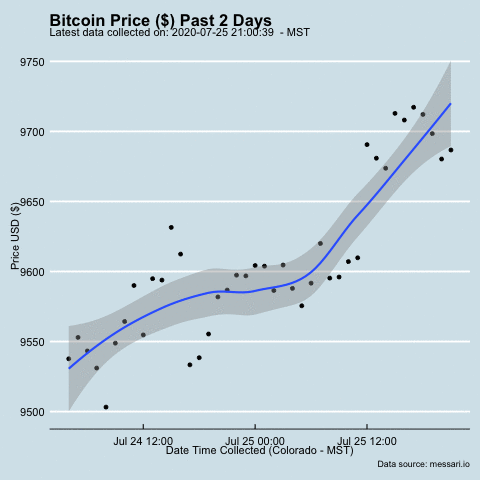 Bitcoin Price ($) Past 2 Days
Latest data collected on: 2020-07-25 21:00:39 - MST
9750
9700
9650
9600
9550
9500
Price USD ($)
Jul 24 12:00
Jul 25 00:00
Jul 25 12:00
Date Time Collected (Colorado - MST)
Data source: messari.io